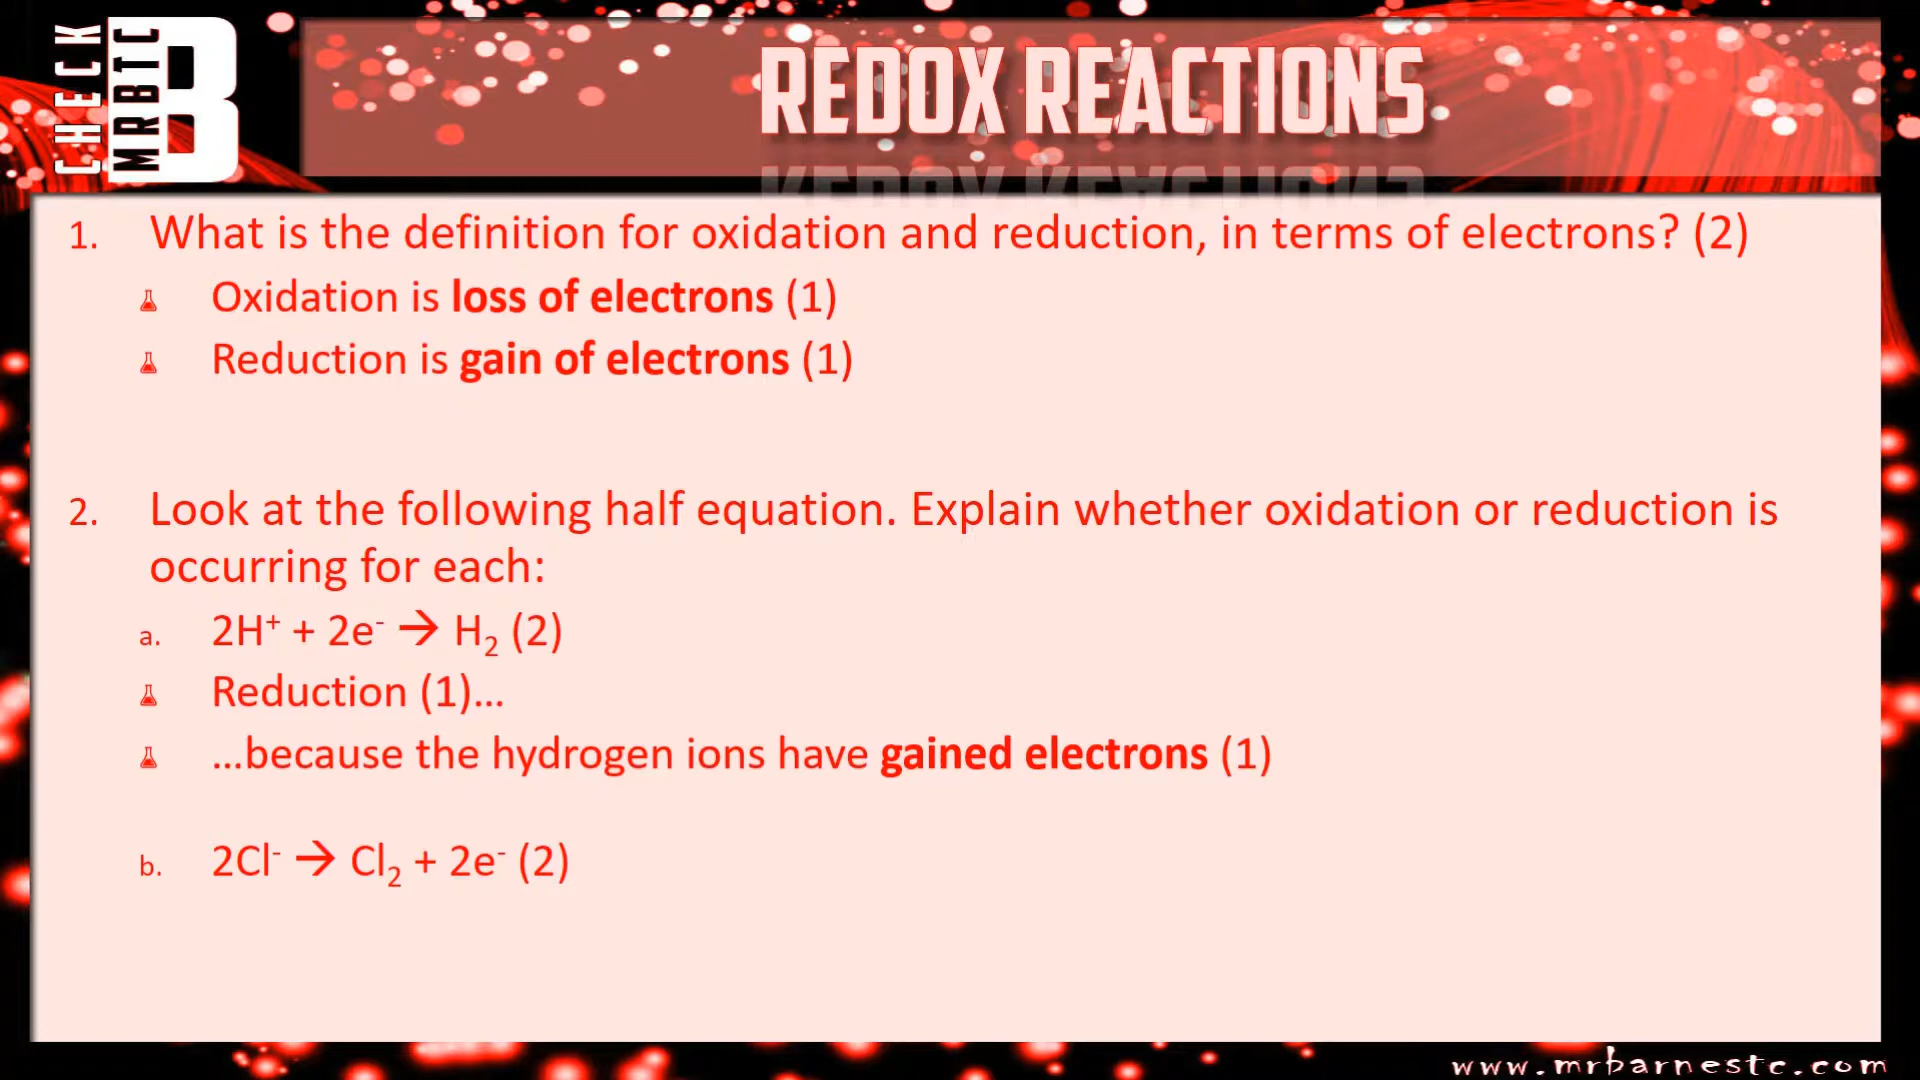 CHECK
MRBTC
B
REDOX REACTIONS
1. What is the definition for oxidation and reduction, in terms of electrons? (2)
Oxidation is loss of electrons (1)
Reduction is gain of electrons (1)
2. Look at the following half equation. Explain whether oxidation or reduction is
occurring for each:
a. 2H⁺ + 2e⁻ → H₂ (2)
Reduction (1)...
...because the hydrogen ions have gained electrons (1)
b. 2Cl⁻ → Cl₂ + 2e⁻ (2)
www.mrbarnestc.com